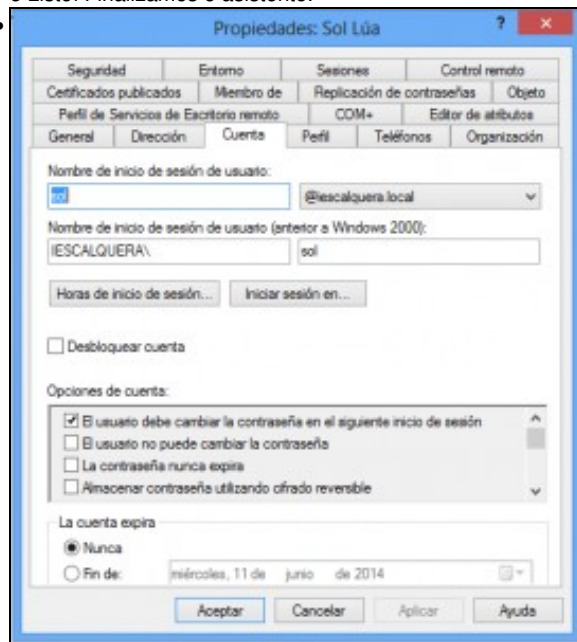 e Listo: Finalizamos o asistente.
Propiedades: Sol Lúa
Seguridad Entorno Sesiones Control remoto
Certificados publicados Miembro de Replicación de contraseñas Objeto
Perfil de Servicios de Escritorio remoto COM+ Editor de atributos
General Dirección Cuenta Perfil Teléfonos Organización
Nombre de inicio de sesión de usuario:
sol @iescalquera.local
Nombre de inicio de sesión de usuario (anterior a Windows 2000):
IESCALQUERA\ sol
Horas de inicio de sesión... Iniciar sesión en...
Desbloquear cuenta
Opciones de cuenta:
El usuario debe cambiar la contraseña en el siguiente inicio de sesión
El usuario no puede cambiar la contraseña
La contraseña nunca expira
Almacenar contraseña utilizando cifrado reversible
La cuenta expira
Nunca
Fin de: miércoles, 11 de junio de 2014
Aceptar Cancelar Aplicar Ayuda